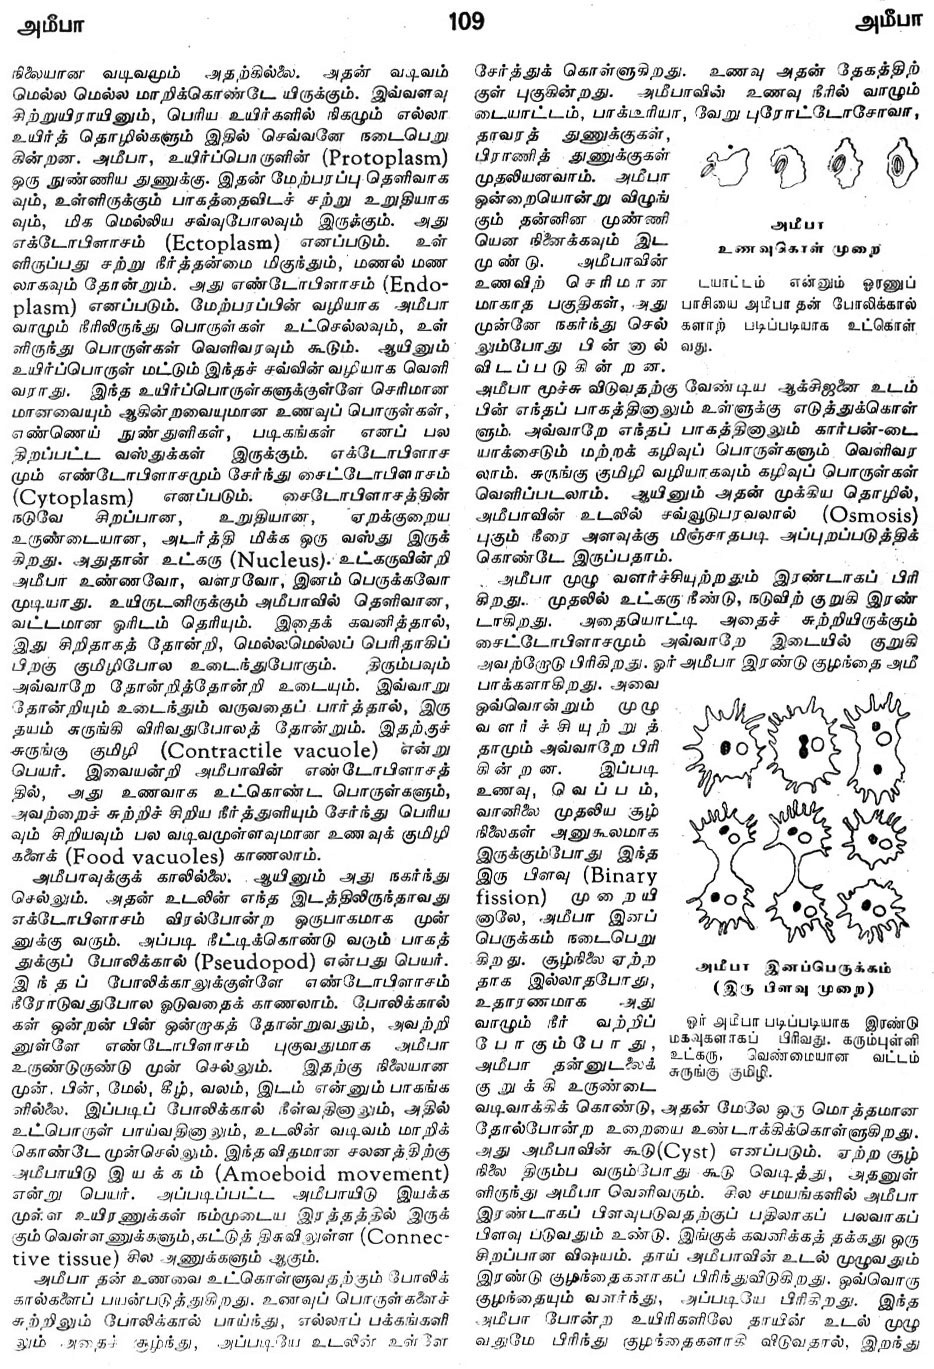 அமீபா
109
அமீபா
நிலையான வடிவமும் அதற்கில்லை. அதன் வடிவம்
மெல்ல மெல்ல மாறிக்கொண்டே யிருக்கும். இவ்வளவு
சிற்றுயிராயினும், பெரிய உயிர்களில் நிகழும் எல்லா
உயிர்த் தொழில்களும் இதில் செவ்வனே நடைபெறு
கின்றன. அமீபா, உயிர்ப்பொருளின் (Protoplasm)
ஒரு நுண்ணிய துணுக்கு. இதன் மேற்பரப்பு தெளிவாக
வும், உள்ளிருக்கும் பாகத்தைவிடச் சற்று உறுதியாக
வும், மிக மெல்லிய சவ்வுபோலவும் இருக்கும். அது
எக்டோபிளாசம் (Ectoplasm) எனப்படும். உள்
ளிருப்பது சற்று நீர்த்தன்மை மிகுந்தும், மணல் மண
லாகவும் தோன்றும். அது எண்டோபிளாசம் (Endo-
plasm) எனப்படும். மேற்பரப்பின் வழியாக அமீபா
வாழும் நீரிலிருந்து பொருள்கள் உட்செல்லவும், உள்
ளிருந்து பொருள்கள் வெளிவரவும் கூடும். ஆயினும்
உயிர்ப்பொருள் மட்டும் இந்தச் சவ்வின் வழியாக வெளி
வராது. இந்த உயிர்ப்பொருள்களுக்குள்ளே செரிமான
மானவையும் ஆகின்றவையுமான உணவுப் பொருள்கள்,
எண்ணெய் நுண்துளிகள், படிகங்கள் எனப் பல
திறப்பட்ட வஸ்துக்கள் இருக்கும். எக்டோபிளாச
மும் எண்டோபிளாசமும் சேர்ந்து சைட்டோபிளாசம்
(Cytoplasm) எனப்படும். சைடோபிளாசத்தின்
நடுவே சிறப்பான, உறுதியான, ஏறக்குறைய
உருண்டையான, அடர்த்தி மிக்க ஒரு வஸ்து இருக்
கிறது. அதுதான் உட்கரு (Nucleus). உட்கருவின்றி
அமீபா உண்ணவோ, வளரவோ, இனம் பெருக்கவோ
முடியாது. உயிருடனிருக்கும் அமீபாவில் தெளிவான,
வட்டமான ஓரிடம் தெரியும். இதைக் கவனித்தால்,
இது சிறிதாகத் தோன்றி, மெல்லமெல்லப் பெரிதாகிப்
பிறகு குமிழிபோல உடைந்துபோகும். திரும்பவும்
அவ்வாறே தோன்றித்தோன்றி உடையும். இவ்வாறு
தோன்றியும் உடைந்தும் வருவதைப் பார்த்தால், இரு
தயம் சுருங்கி விரிவதுபோலத் தோன்றும். இதற்குச்
சுருங்கு குமிழி (Contractile vacuole) என்று
பெயர். இவையன்றி அமீபாவின் எண்டோபிளாசத்
தில், அது உணவாக உட்கொண்ட பொருள்களும்,
அவற்றைச் சுற்றிச் சிறிய நீர்த்துளியும் சேர்ந்து பெரிய
வும் சிறியவும் பல வடிவமுள்ளவுமான உணவுக் குமிழி
களைக் (Food vacuoles) காணலாம்.
அமீபாவுக்குக் காலில்லை. ஆயினும் அது நகர்ந்து
செல்லும். அதன் உடலின் எந்த இடத்திலிருந்தாவது
எக்டோபிளாசம் விரல்போன்ற ஒருபாகமாக முன்
னுக்கு வரும். அப்படி நீட்டிக்கொண்டு வரும் பாகத்
துக்குப் போலிக்கால் (Pseudopod) என்பது பெயர்.
இந்தப் போலிக்காலுக்குள்ளே எண்டோபிளாசம்
நீரோடுவதுபோல ஓடுவதைக் காணலாம். போலிக்கால்
கள் ஒன்றன் பின் ஒன்றாகத் தோன்றுவதும், அவற்றி
னுள்ளே எண்டோபிளாசம் புகுவதுமாக அமீபா
உருண்டுருண்டு முன் செல்லும். இதற்கு நிலையான
முன், பின், மேல், கீழ், வலம், இடம் என்னும் பாகங்க
ளில்லை. இப்படிப் போலிக்கால் நீள்வதினாலும், அதில்
உட்பொருள் பாய்வதினாலும், உடலின் வடிவம் மாறிக்
கொண்டே முன்செல்லும். இந்த விதமான சலனத்திற்கு
அமீபாயிடு இயக்கம் (Amoeboid movement)
என்று பெயர். அப்படிப்பட்ட அமீபாயிடு இயக்க
முள்ள உயிரணுக்கள் நம்முடைய இரத்தத்தில் இருக்
கும் வெள்ளணுக்களும், கட்டுத் திசுவிலுள்ள (Connec-
tive tissue) சில அணுக்களும் ஆகும்.
அமீபா தன் உணவை உட்கொள்ளுவதற்கும் போலிக்
கால்களைப் பயன்படுத்துகிறது. உணவுப் பொருள்களைச்
சுற்றிலும் போலிக்கால் பாய்ந்து, எல்லாப் பக்கங்களி
லும் அதைச் சூழ்ந்து, அப்படியே உடலின் உள்ளே
சேர்த்துக் கொள்ளுகிறது. உணவு அதன் தேகத்திற்
குள் புகுகின்றது. அமீபாவின் உணவு நீரில் வாழும்
டையாட்டம், பாக்டீரியா, வேறு புரோட்டோசோவா,
தாவரத் துணுக்குகள்,
பிராணித் துணுக்குகள்
முதலியனவாம். அமீபா
ஒன்றையொன்று விழுங்
கும் தன்னின முண்ணி
யென நினைக்கவும் இட
முண்டு. அமீபாவின்
உணவிற் செரிமான
மாகாத பகுதிகள், அது
முன்னே நகர்ந்து செல்
லும்போது பின்னால்
விடப்படுகின்றன.
அமீபா
உணவுகொள் முறை
டயாட்டம் என்னும் ஓரணுப்
பாசியை அமீபா தன் போலிக்கால்
களாற் படிப்படியாக உட்கொள்
வது.
அமீபா மூச்சு விடுவதற்கு வேண்டிய ஆக்சிஜனை உடம்
பின் எந்தப் பாகத்தினாலும் உள்ளுக்கு எடுத்துக்கொள்
ளும். அவ்வாறே எந்தப் பாகத்தினாலும் கார்பன்-டை
யாக்சைடும் மற்றக் கழிவுப் பொருள்களும் வெளிவர
லாம். சுருங்கு குமிழி வழியாகவும் கழிவுப் பொருள்கள்
வெளிப்படலாம். ஆயினும் அதன் முக்கிய தொழில்,
அமீபாவின் உடலில் சவ்வூடுபரவலால் (Osmosis)
புகும் நீரை அளவுக்கு மிஞ்சாதபடி அப்புறப்படுத்திக்
கொண்டே இருப்பதாம்.
அமீபா முழு வளர்ச்சியுற்றதும் இரண்டாகப் பிரி
கிறது. முதலில் உட்கரு நீண்டு, நடுவிற் குறுகி இரண்
டாகிறது. அதையொட்டி அதைச் சுற்றியிருக்கும்
சைட்டோபிளாசமும் அவ்வாறே இடையில் குறுகி
அவற்றோடு பிரிகிறது. ஓர் அமீபா இரண்டு குழந்தை அமீ
பாக்களாகிறது. அவை
ஒவ்வொன்றும் முழு
வளர்ச்சியுற்றுத்
தாமும் அவ்வாறே பிரி
கின்றன. இப்படி
உணவு, வெப்பம்,
வானிலை முதலிய சூழ்
நிலைகள் அனுகூலமாக
இருக்கும்போது இந்த
இரு பிளவு (Binary
fission) முறையி
னாலே, அமீபா இனப்
பெருக்கம் நடைபெறு
கிறது. சூழ்நிலை ஏற்ற
தாக இல்லாதபோது,
உதாரணமாக அது
வாழும் நீர் வற்றிப்
போகும்போது,
அமீபா தன்னுடலைக்
குறுக்கி உருண்டை
அமீபா இனப்பெருக்கம்
(இரு பிளவு முறை)
ஓர் அமீபா படிப்படியாக இரண்டு
மகவுகளாகப் பிரிவது. கரும்புள்ளி
உட்கரு. வெண்மையான வட்டம்
சுருங்கு குமிழி.
வடிவாக்கிக் கொண்டு, அதன் மேலே ஒரு மொத்தமான
தோல்போன்ற உறையை உண்டாக்கிக்கொள்ளுகிறது.
அது அமீபாவின் கூடு(Cyst) எனப்படும். ஏற்ற சூழ்
நிலை திரும்ப வரும்போது கூடு வெடித்து, அதனுள்
ளிருந்து அமீபா வெளிவரும். சில சமயங்களில் அமீபா
இரண்டாகப் பிளவுபடுவதற்குப் பதிலாகப் பலவாகப்
பிளவு படுவதும் உண்டு. இங்குக் கவனிக்கத் தக்கது ஒரு
சிறப்பான விஷயம். தாய் அமீபாவின் உடல் முழுவதும்
இரண்டு குழந்தைகளாகப் பிரிந்துவிடுகிறது. ஒவ்வொரு
குழந்தையும் வளர்ந்து, அப்படியே பிரிகிறது. இந்த
அமீபா போன்ற உயிரிகளிலே தாயின் உடல் முழு
வதுமே பிரிந்து குழந்தைகளாகி விடுவதால், இறந்து